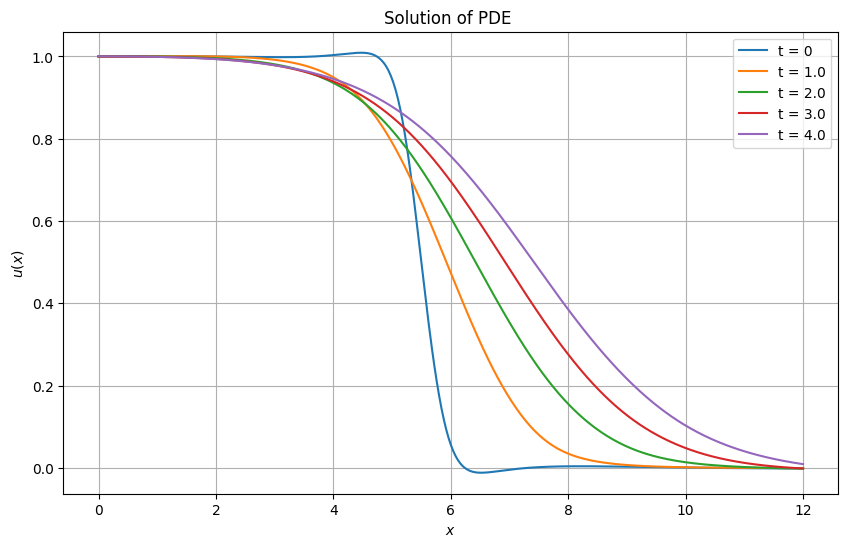 Solution of PDE
t = 0
t = 1.0
t = 2.0
t = 3.0
t = 4.0
u(x)
1.0
0.8
0.6
0.4
0.2
0.0
0 2 4 6 8 10 12
x